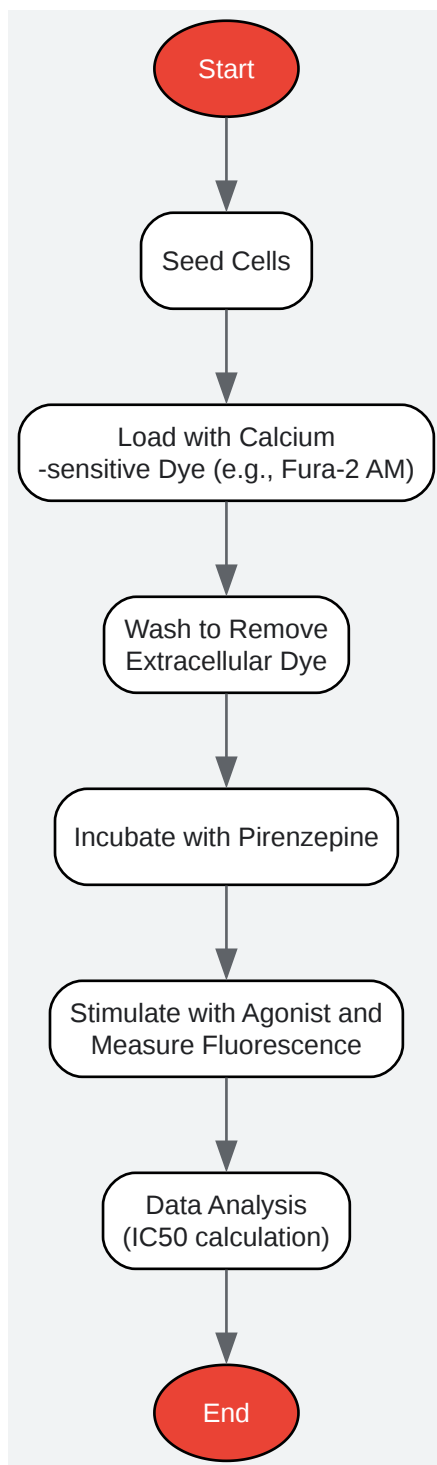 Start
Seed Cells
Load with Calcium
-sensitive Dye (e.g., Fura-2 AM)
Wash to Remove
Extracellular Dye
Incubate with Pirenzepine
Stimulate with Agonist and
Measure Fluorescence
Data Analysis
(IC50 calculation)
End